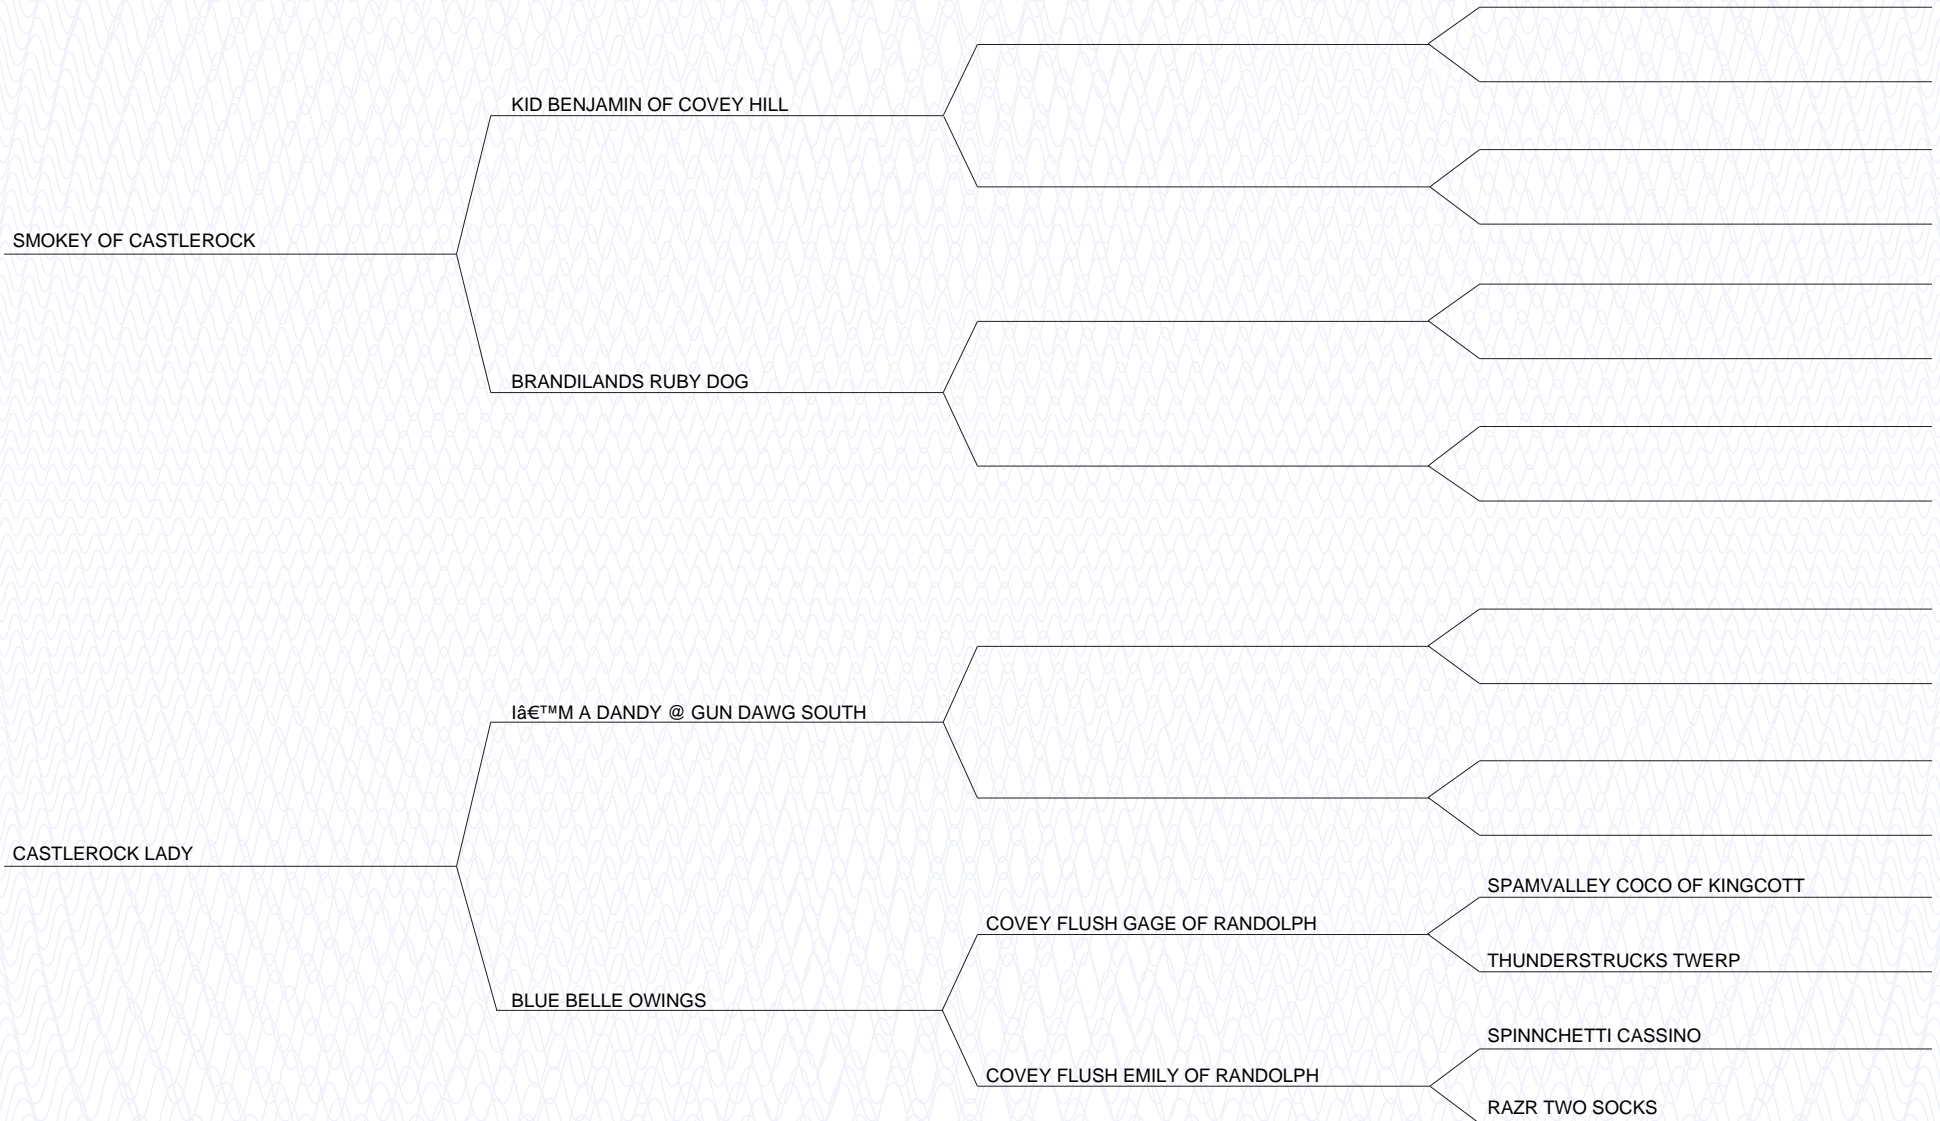 KID BENJAMIN OF COVEY HILL
SMOKEY OF CASTLEROCK
BRANDILANDS RUBY DOG
Iâ€™M A DANDY @ GUN DAWG SOUTH
CASTLEROCK LADY
SPAMVALLEY COCO OF KINGCOTT
COVEY FLUSH GAGE OF RANDOLPH
THUNDERSTRUCKS TWERP
BLUE BELLE OWINGS
SPINNCHETTI CASSINO
COVEY FLUSH EMILY OF RANDOLPH
RAZR TWO SOCKS